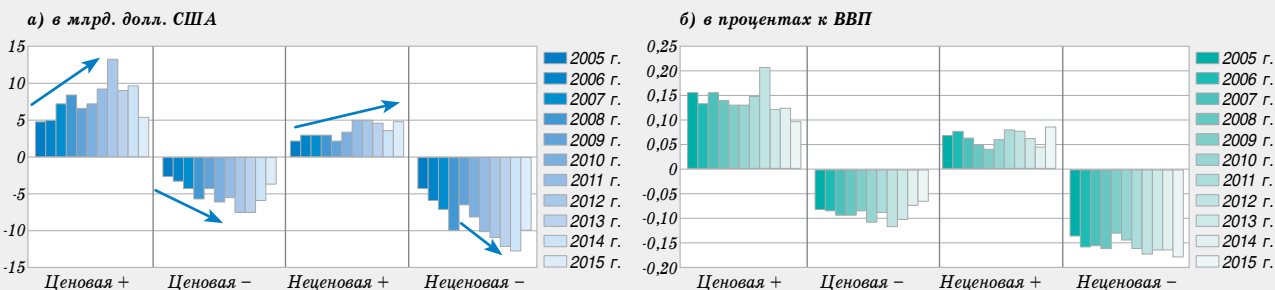 а) в млрд. долл. США
15
10
5
0
-5
-10
-15
Ценовая +
Ценовая –
Неценовая +
Неценовая –
2005 г.
2006 г.
2007 г.
2008 г.
2009 г.
2010 г.
2011 г.
2012 г.
2013 г.
2014 г.
2015 г.
б) в процентах к ВВП
0,25
0,25
0,20
0,15
0,10
0,05
0
-0,05
-0,10
-0,15
-0,20
Ценовая +
Ценовая –
Неценовая +
Неценовая –
2005 г.
2006 г.
2007 г.
2008 г.
2009 г.
2010 г.
2011 г.
2012 г.
2013 г.
2014 г.
2015 г.